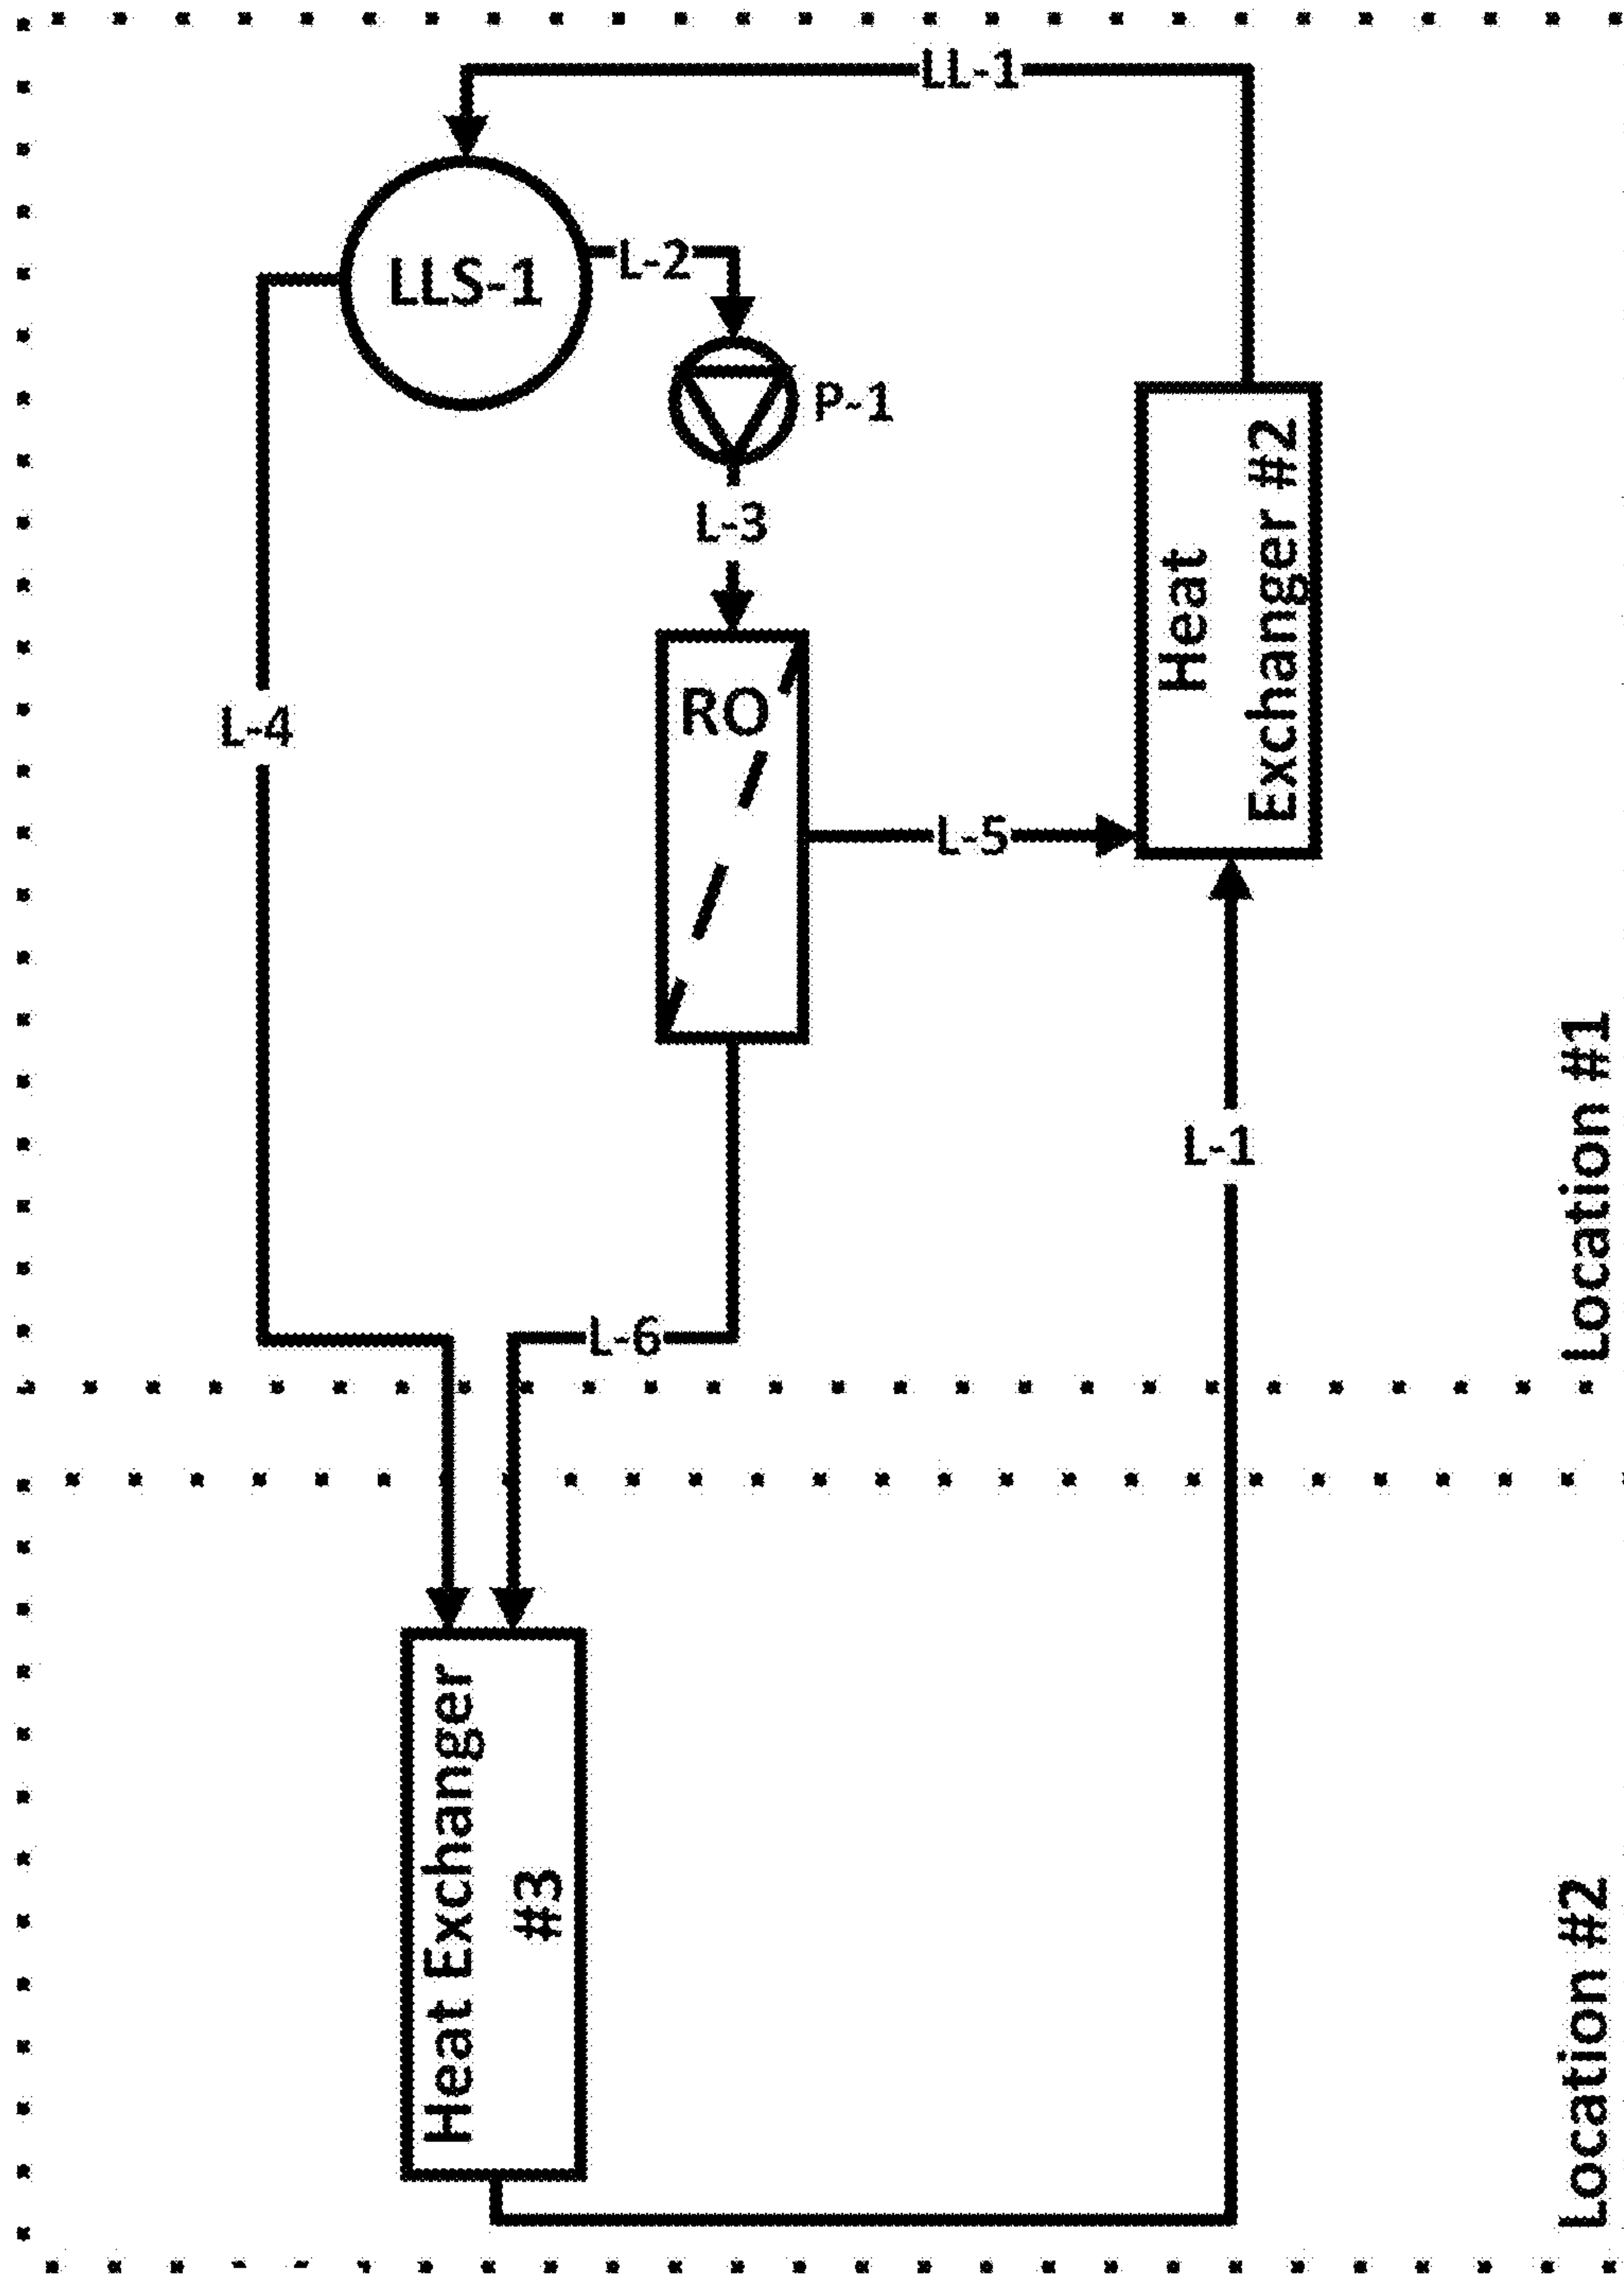 LL-1
LLS-1
L-2
P-1
L-3
Heat
Exchanger #2
RO
L-4
L-5
L-1
Location #1
L-6
Heat Exchanger
#3
Location #2